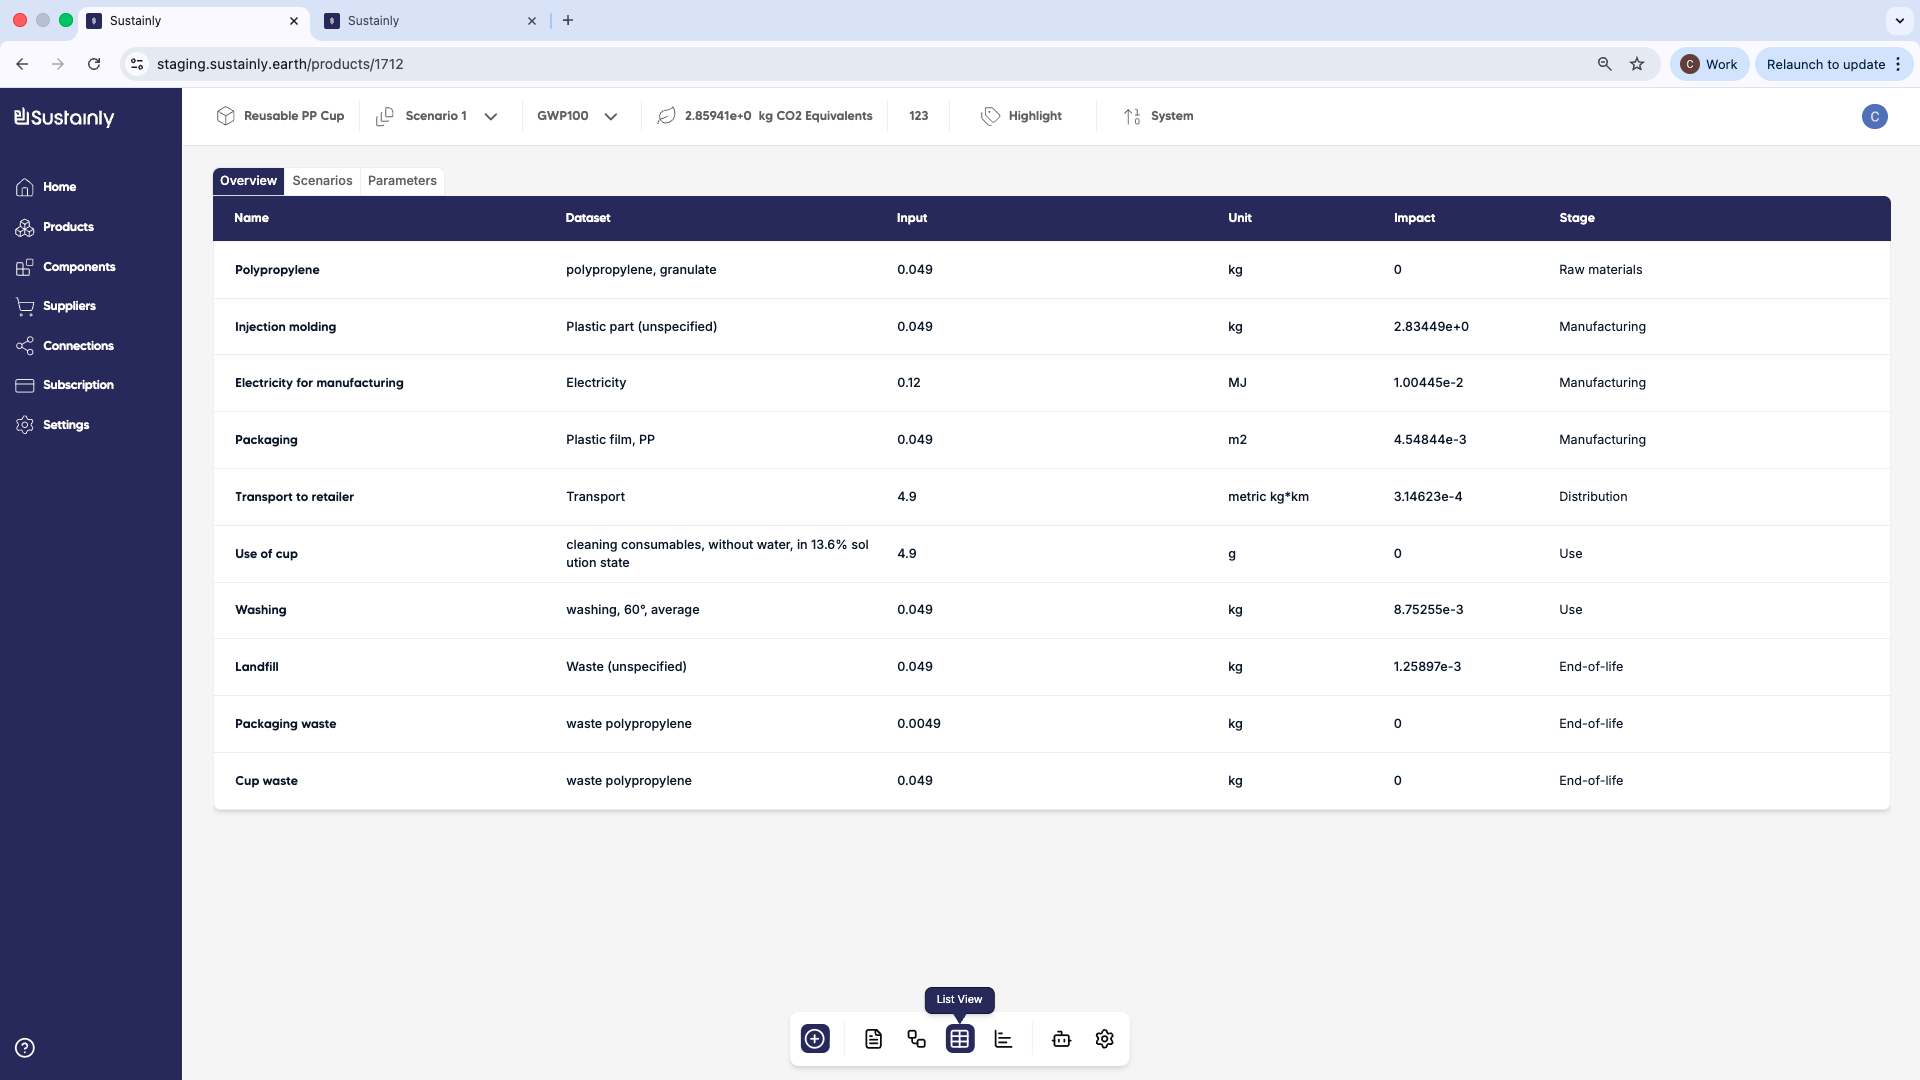 Sustainly
Sustainly
staging.sustainly.earth/products/1712
C Work
Relaunch to update
Sustainly
Reusable PP Cup
Scenario 1
GWP100
2.85941e+0 kg CO2 Equivalents
123
Highlight
System
C
Home
Products
Components
Suppliers
Connections
Subscription
Settings
Overview Scenarios Parameters
Name Dataset Input Unit Impact Stage
Polypropylene polypropylene, granulate 0.049 kg 0 Raw materials
Injection molding Plastic part (unspecified) 0.049 kg 2.83449e+0 Manufacturing
Electricity for manufacturing Electricity 0.12 MJ 1.00445e-2 Manufacturing
Packaging Plastic film, PP 0.049 m2 4.54844e-3 Manufacturing
Transport to retailer Transport 4.9 metric kg*km 3.14623e-4 Distribution
Use of cup cleaning consumables, without water, in 13.6% sol
ution state 4.9 g 0 Use
Washing washing, 60°, average 0.049 kg 8.75255e-3 Use
Landfill Waste (unspecified) 0.049 kg 1.25897e-3 End-of-life
Packaging waste waste polypropylene 0.0049 kg 0 End-of-life
Cup waste waste polypropylene 0.049 kg 0 End-of-life
List View